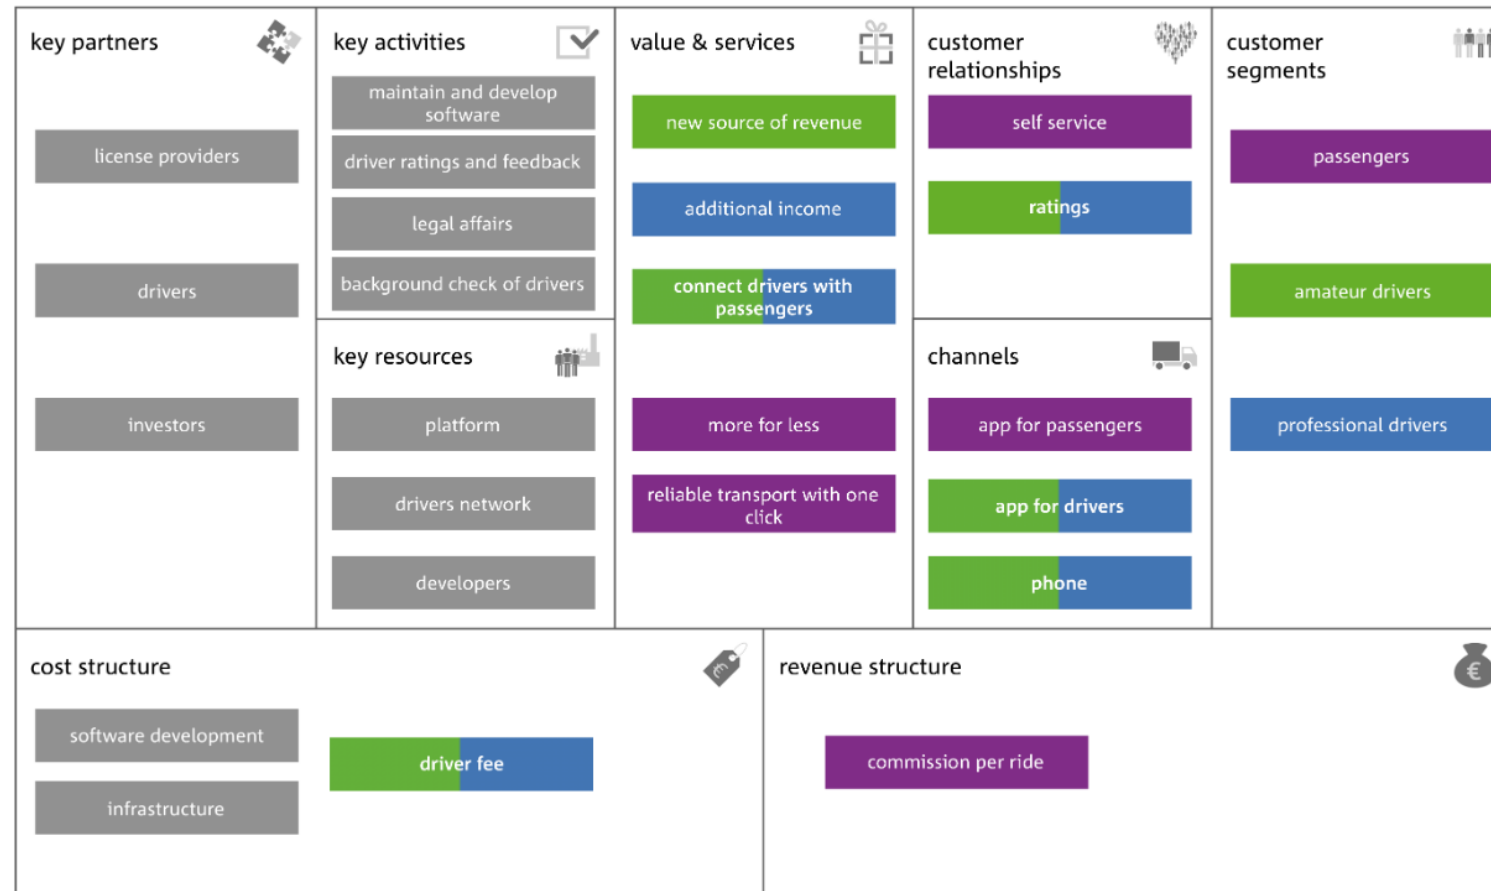 key partners
license providers
drivers
investors
key activities
maintain and develop
software
driver ratings and feedback
legal affairs
background check of drivers
key resources
platform
drivers network
developers
value & services
new source of revenue
additional income
connect drivers with
passengers
more for less
reliable transport with one
click
customer
relationships
self service
ratings
channels
app for passengers
app for drivers
phone
customer
segments
passengers
amateur drivers
professional drivers
cost structure
€
software development
infrastructure
driver fee
revenue structure
€
commission per ride